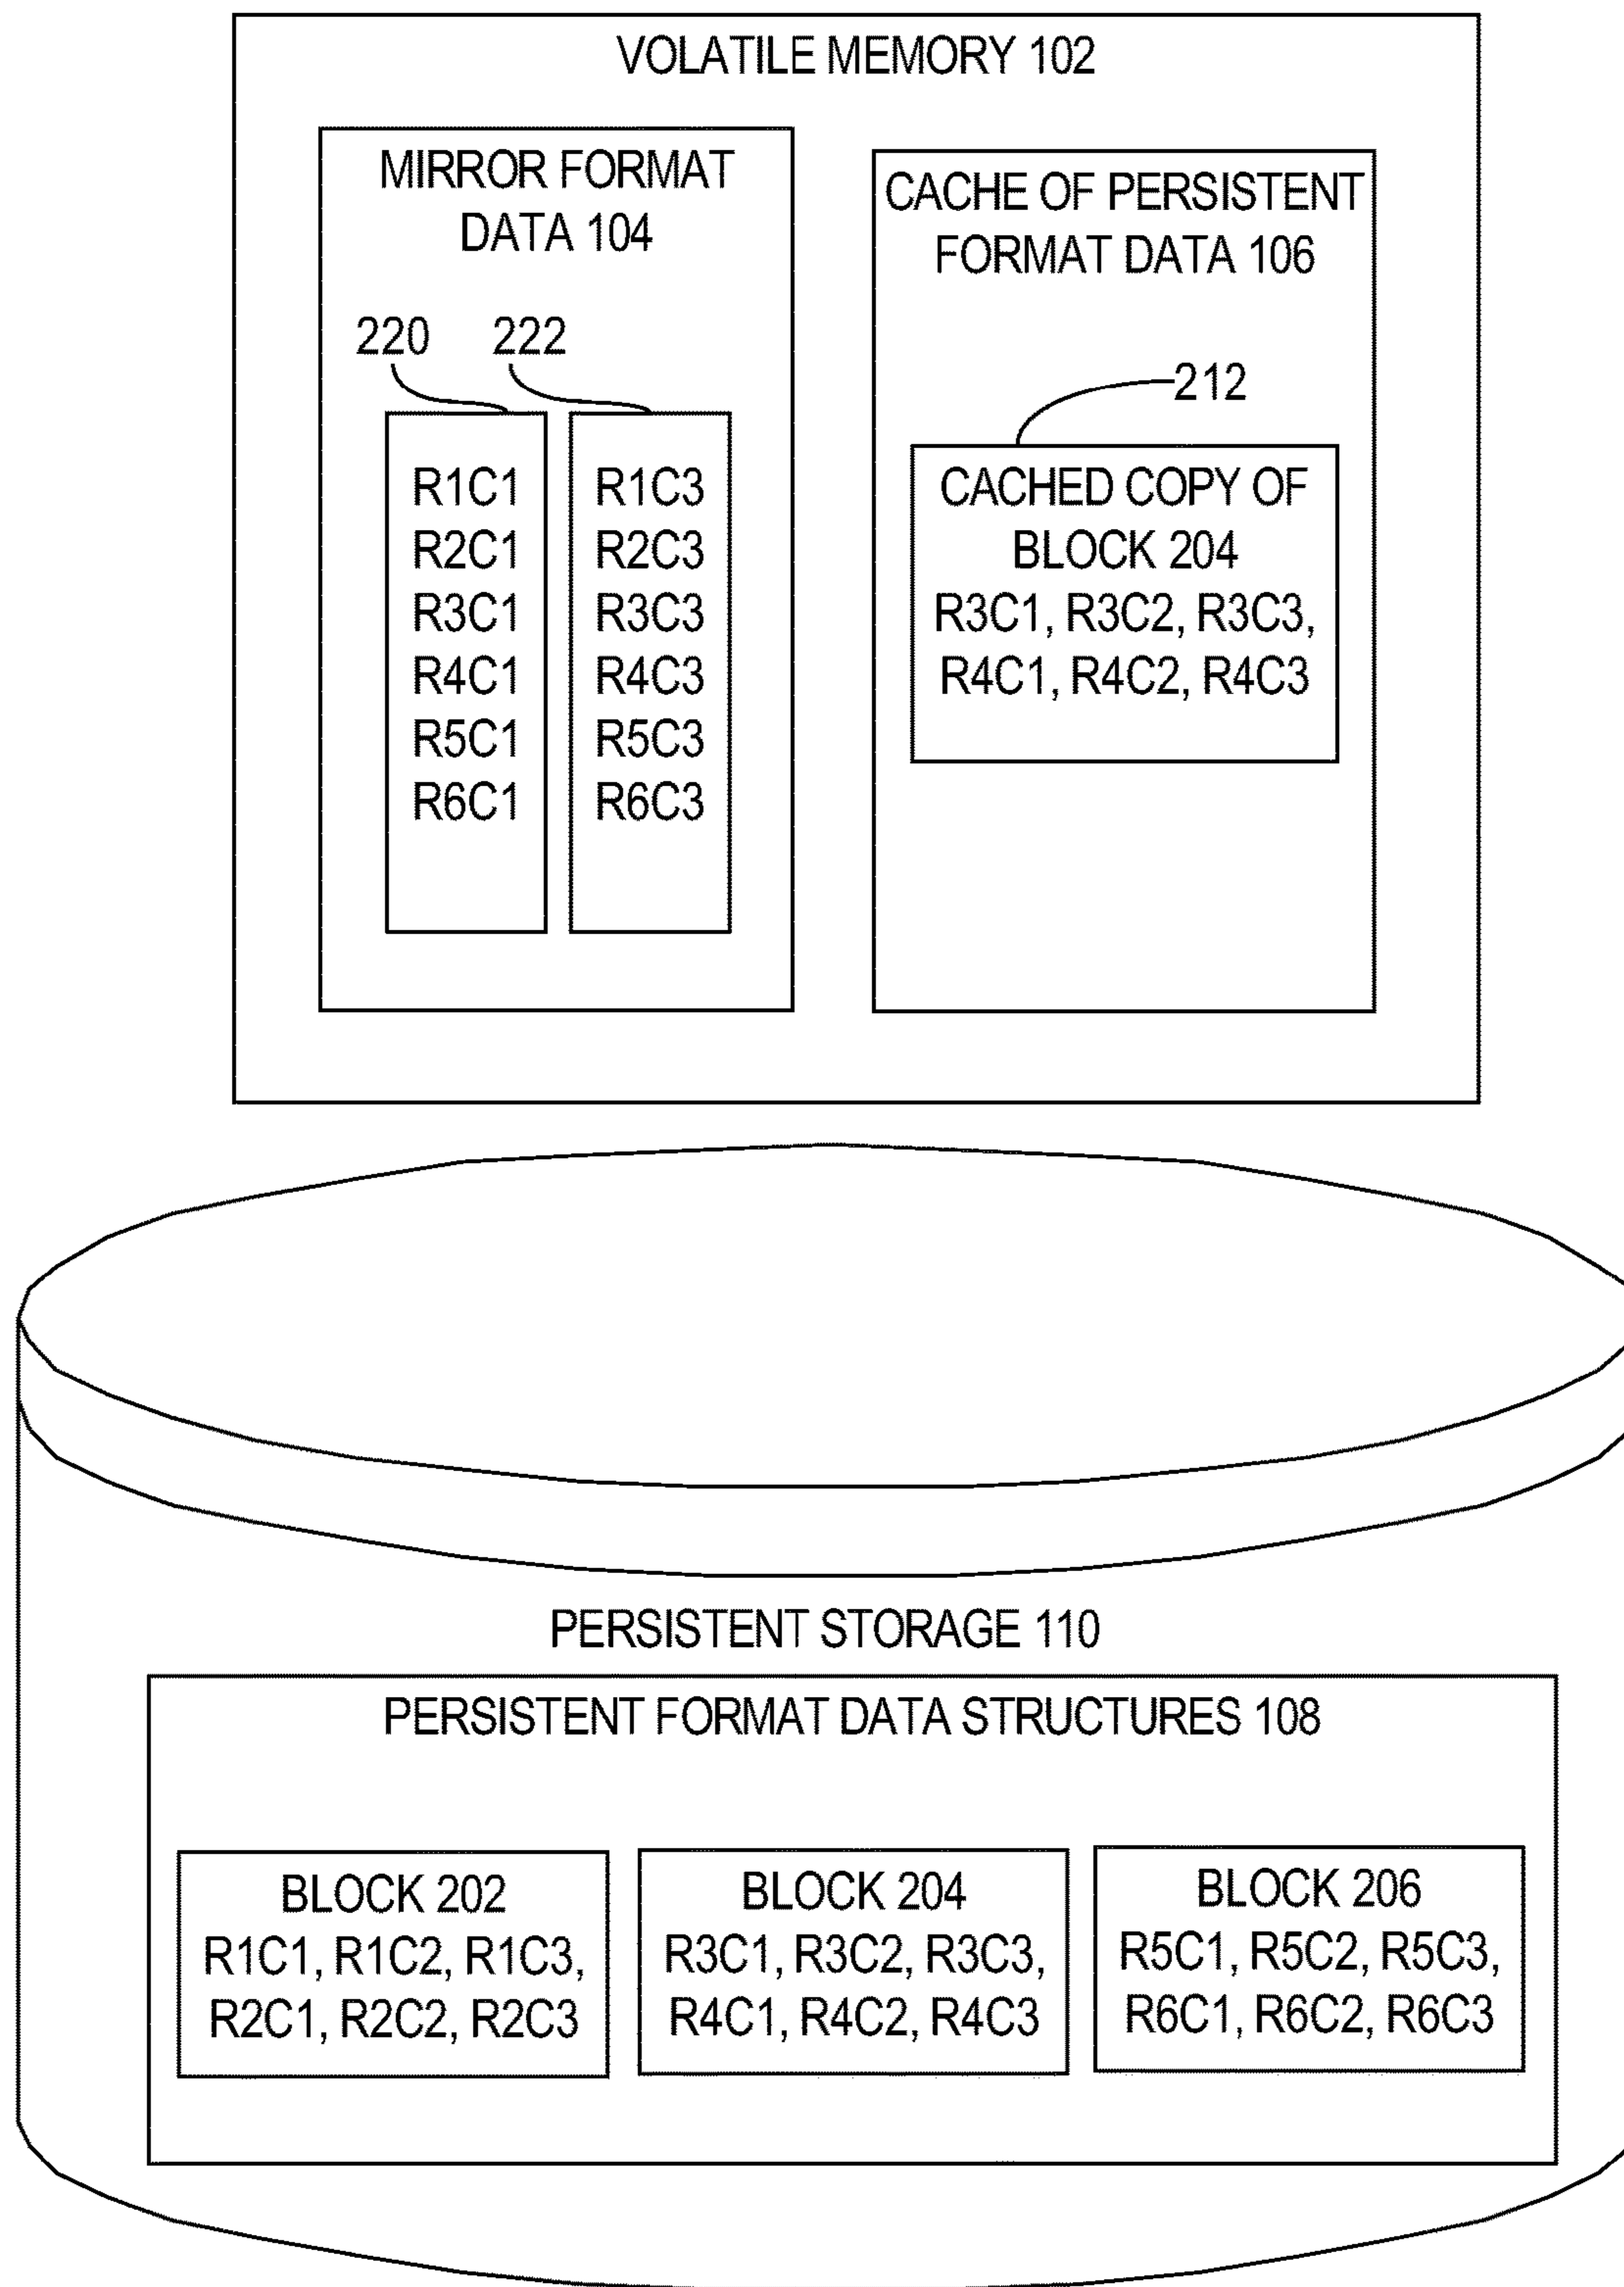 VOLATILE MEMORY 102
MIRROR FORMAT
DATA 104
220
222
R1C1
R2C1
R3C1
R4C1
R5C1
R6C1
R1C3
R2C3
R3C3
R4C3
R5C3
R6C3
CACHE OF PERSISTENT
FORMAT DATA 106
212
CACHED COPY OF
BLOCK 204
R3C1, R3C2, R3C3,
R4C1, R4C2, R4C3
PERSISTENT STORAGE 110
PERSISTENT FORMAT DATA STRUCTURES 108
BLOCK 202
R1C1, R1C2, R1C3,
R2C1, R2C2, R2C3
BLOCK 204
R3C1, R3C2, R3C3,
R4C1, R4C2, R4C3
BLOCK 206
R5C1, R5C2, R5C3,
R6C1, R6C2, R6C3